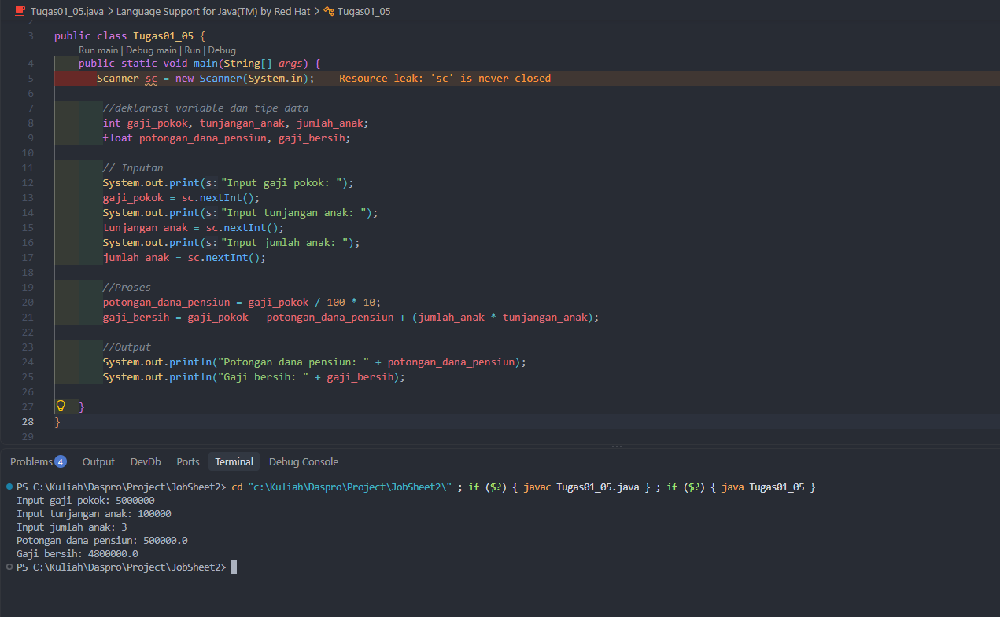 Tugas01_05.java > Language Support for Java(TM) by Red Hat > Tugas01_05
2
3 public class Tugas01_05 {
Run main | Debug main | Run | Debug
4 public static void main(String[] args) {
5 Scanner sc = new Scanner(System.in); Resource leak: 'sc' is never closed
6
7 //deklarasi variable dan tipe data
8 int gaji_pokok, tunjangan_anak, jumlah_anak;
9 float potongan_dana_pensiun, gaji_bersih;
10
11 // Inputan
12 System.out.print(s: "Input gaji pokok: ");
13 gaji_pokok = sc.nextInt();
14 System.out.print(s: "Input tunjangan anak: ");
15 tunjangan_anak = sc.nextInt();
16 System.out.print(s: "Input jumlah anak: ");
17 jumlah_anak = sc.nextInt();
18
19 //Proses
20 potongan_dana_pensiun = gaji_pokok / 100 * 10;
21 gaji_bersih = gaji_pokok - potongan_dana_pensiun + (jumlah_anak * tunjangan_anak);
22
23 //Output
24 System.out.println("Potongan dana pensiun: " + potongan_dana_pensiun);
25 System.out.println("Gaji bersih: " + gaji_bersih);
26
27 }
28 }
29
Problems 4 Output DevDb Ports Terminal Debug Console
PS C:\Kuliah\Daspro\Project\JobSheet2> cd "c:\Kuliah\Daspro\Project\JobSheet2\" ; if ($?) { javac Tugas01_05.java } ; if ($?) { java Tugas01_05 }
Input gaji pokok: 5000000
Input tunjangan anak: 100000
Input jumlah anak: 3
Potongan dana pensiun: 500000.0
Gaji bersih: 4800000.0
PS C:\Kuliah\Daspro\Project\JobSheet2>